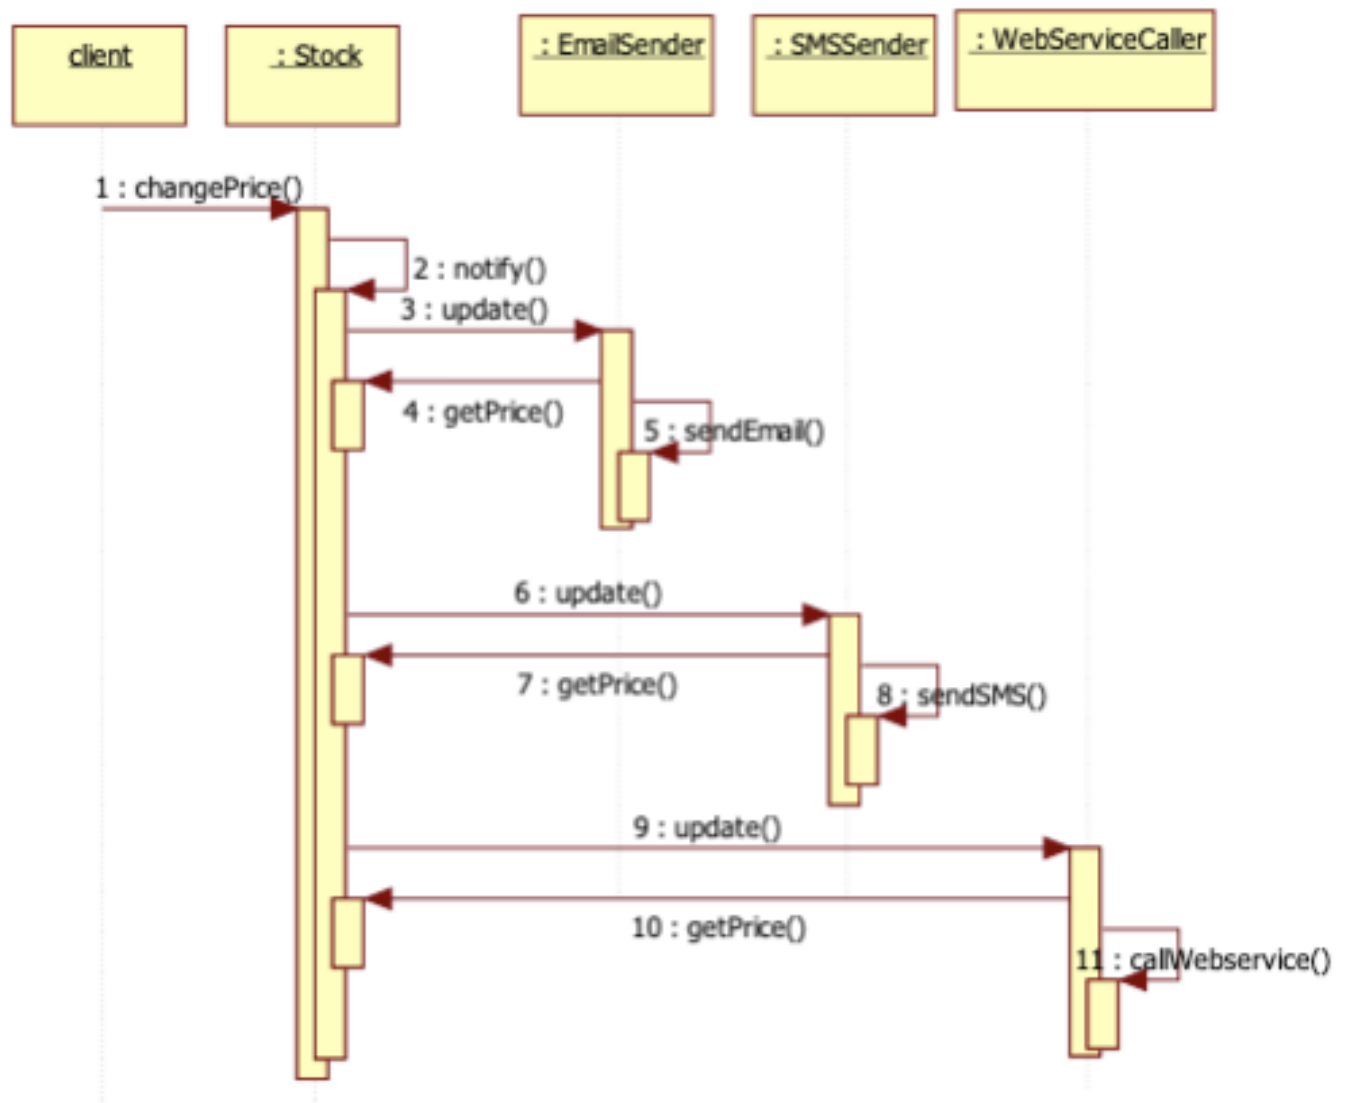 client
: Stock
: EmailSender
: SMSSender
: WebServiceCaller
1 : changePrice()
2 : notify()
3 : update()
4 : getPrice()
5 : sendEmail()
6 : update()
7 : getPrice()
8 : sendSMS()
9 : update()
10 : getPrice()
11 : callWebservice()